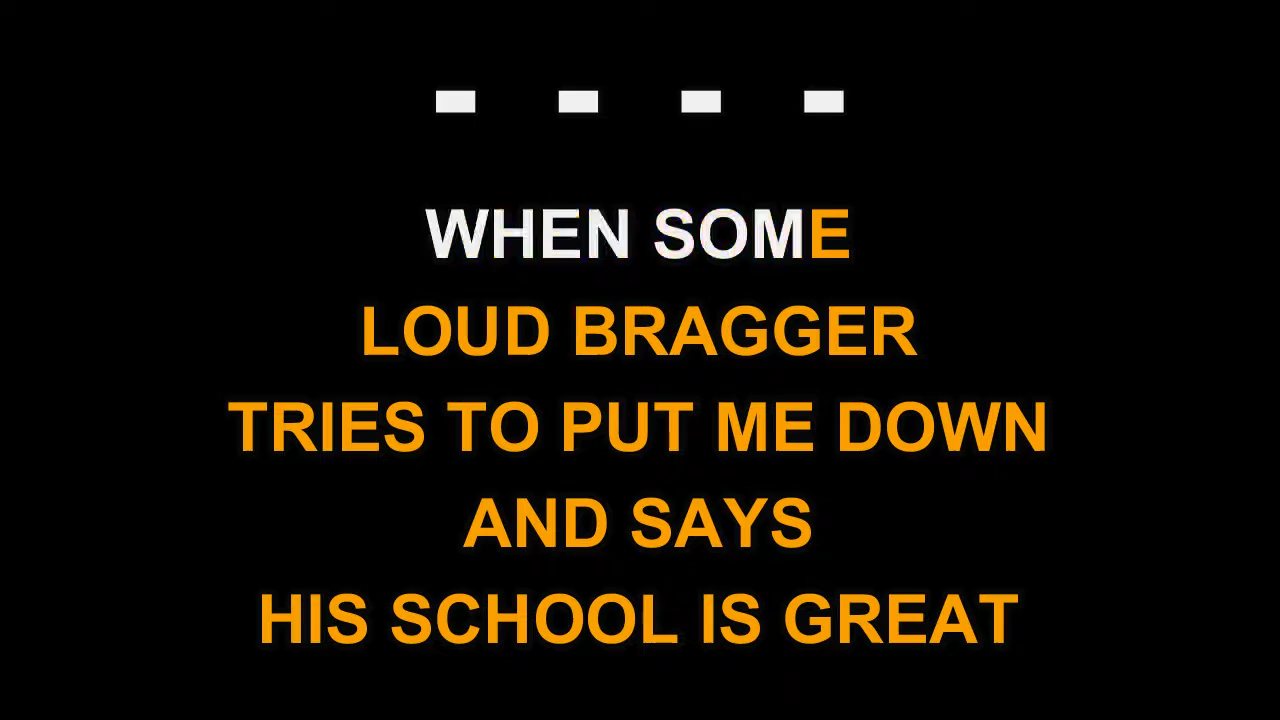 - - - -
WHEN SOME
LOUD BRAGGER
TRIES TO PUT ME DOWN
AND SAYS
HIS SCHOOL IS GREAT